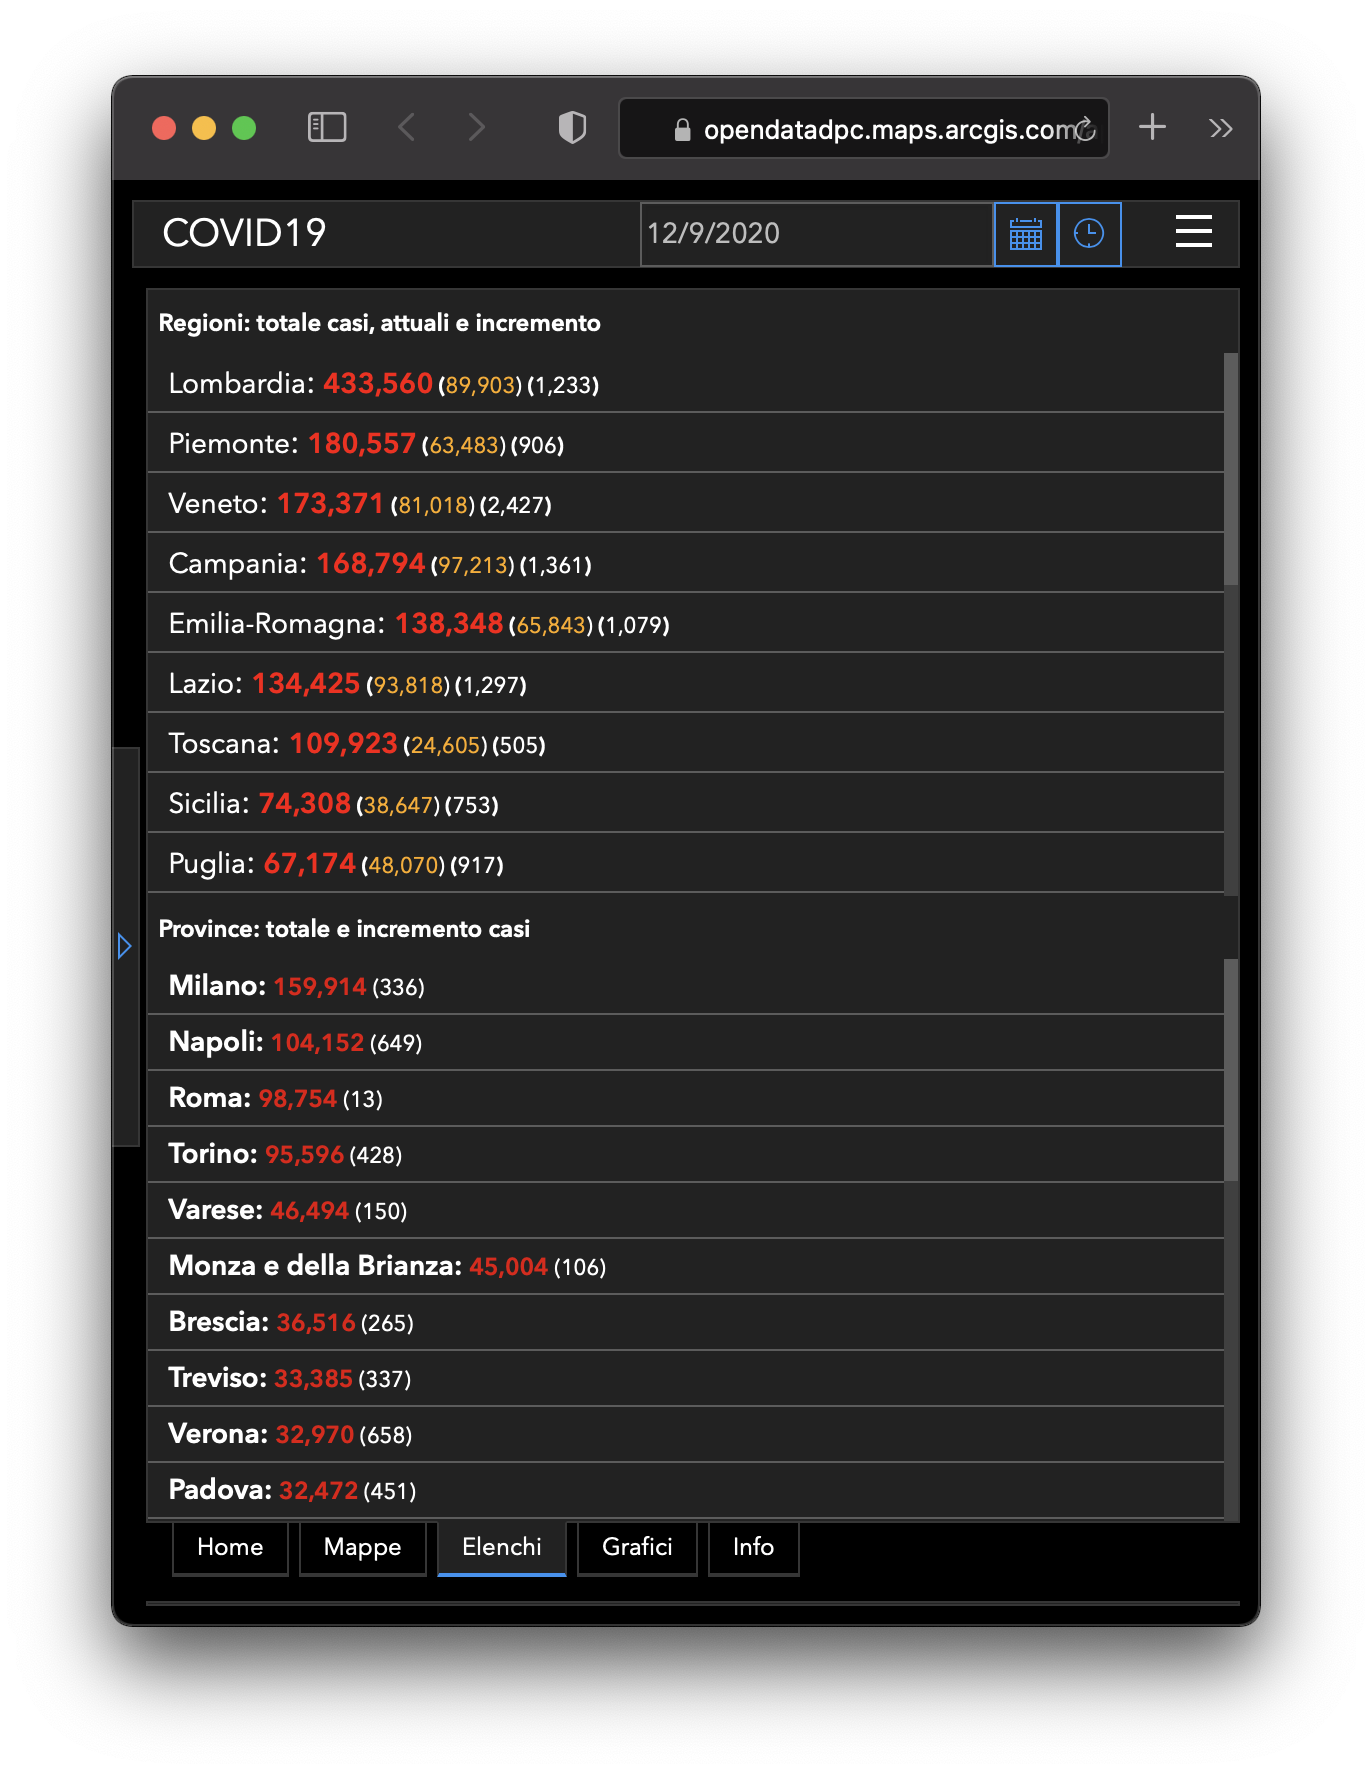 opendatadpc.maps.arcgis.com
COVID19
12/9/2020
Regioni: totale casi, attuali e incremento
Lombardia: 433,560 (89,903) (1,233)
Piemonte: 180,557 (63,483) (906)
Veneto: 173,371 (81,018) (2,427)
Campania: 168,794 (97,213) (1,361)
Emilia-Romagna: 138,348 (65,843) (1,079)
Lazio: 134,425 (93,818) (1,297)
Toscana: 109,923 (24,605) (505)
Sicilia: 74,308 (38,647) (753)
Puglia: 67,174 (48,070) (917)
Province: totale e incremento casi
Milano: 159,914 (336)
Napoli: 104,152 (649)
Roma: 98,754 (13)
Torino: 95,596 (428)
Varese: 46,494 (150)
Monza e della Brianza: 45,004 (106)
Brescia: 36,516 (265)
Treviso: 33,385 (337)
Verona: 32,970 (658)
Padova: 32,472 (451)
Home Mappe Elenchi Grafici Info